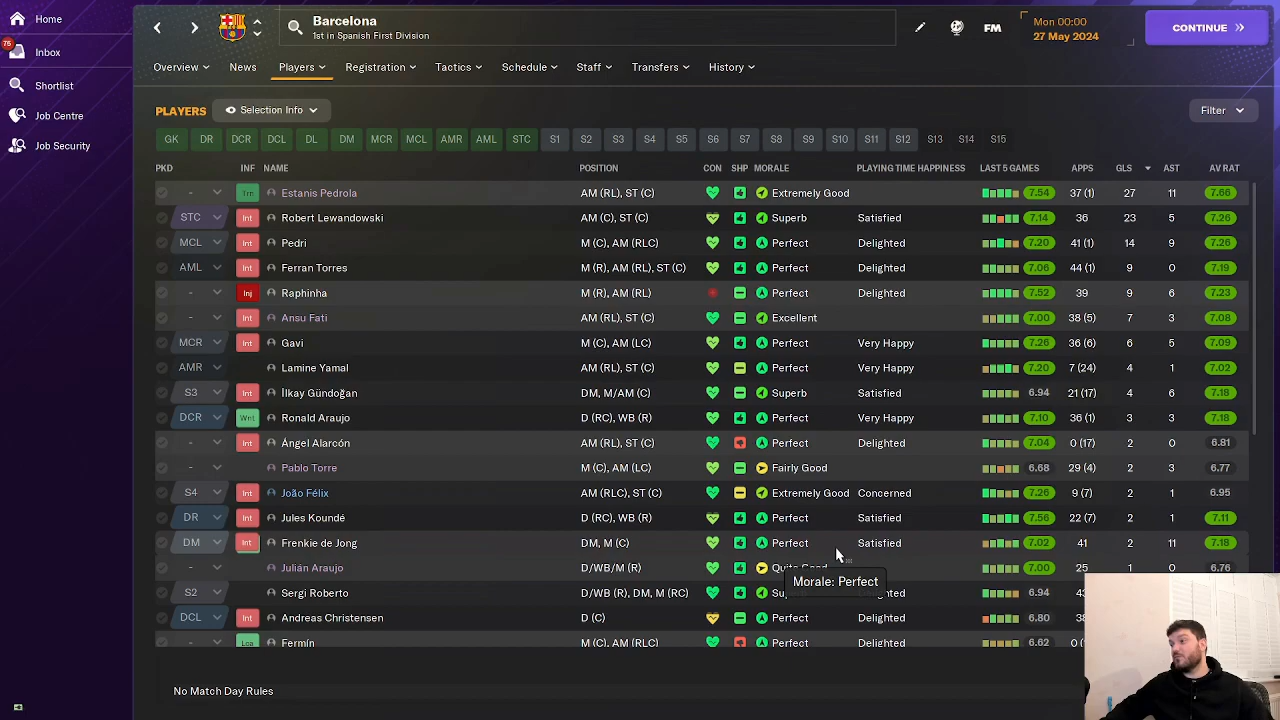 Home
75
Inbox
Shortlist
Job Centre
Job Security
Barcelona
1st in Spanish First Division
FM
Mon 00:00
27 May 2024
CONTINUE
Overview News Players Registration Tactics Schedule Staff Transfers History
PLAYERS Selection Info Filter
GK DR DCR DCL DL DM MCR MCL AMR AML STC S1 S2 S3 S4 S5 S6 S7 S8 S9 S10 S11 S12 S13 S14 S15
PKD INF NAME POSITION CON SHP MORALE PLAYING TIME HAPPINESS LAST 5 GAMES APPS GLS AST AV RAT
- Trn Estanis Pedrola AM (RL), ST (C) Extremely Good 7.54 37 (1) 27 11 7.66
STC Int Robert Lewandowski AM (C), ST (C) Superb Satisfied 7.14 36 23 5 7.26
MCL Int Pedri M (C), AM (RLC) Perfect Delighted 7.20 41 (1) 14 9 7.26
AML Int Ferran Torres M (R), AM (RL), ST (C) Perfect Delighted 7.06 44 (1) 9 0 7.19
- Inj Raphinha M (R), AM (RL) Perfect Delighted 7.52 39 9 6 7.23
- Int Ansu Fati AM (RL), ST (C) Excellent 7.00 38 (5) 7 3 7.08
MCR Int Gavi M (C), AM (RLC) Perfect Very Happy 7.26 36 (6) 6 5 7.09
AMR Lamine Yamal AM (RL), ST (C) Perfect Very Happy 7.20 7 (24) 4 1 7.02
S3 Int İlkay Gündoğan DM, M/AM (C) Superb Satisfied 6.94 21 (17) 4 6 7.18
DCR Wnt Ronald Araujo D (RC), WB (R) Perfect Very Happy 7.10 36 (1) 3 3 7.18
- Int Ángel Alarcón AM (RL), ST (C) Perfect Delighted 7.04 0 (17) 2 0 6.81
- Pablo Torre M (C), AM (LC) Fairly Good 6.68 29 (4) 2 3 6.77
S4 Int João Félix AM (RLC), ST (C) Extremely Good Concerned 7.26 9 (7) 2 1 6.95
DR Int Jules Koundé D (RC), WB (R) Perfect Satisfied 7.56 22 (7) 2 1 7.11
DM Int Frenkie de Jong DM, M (C) Perfect Satisfied 7.02 41 2 11 7.18
- Julián Araujo D/WB/M (R) Quite Good 7.00 25 1 0 6.76
Morale: Perfect
S2 Sergi Roberto D/WB (R), DM, M (RC) 6.94
DCL Int Andreas Christensen D (C) Perfect Delighted 6.80
- Loa Fermín M (C), AM (RLC) Perfect Delighted 6.62
No Match Day Rules